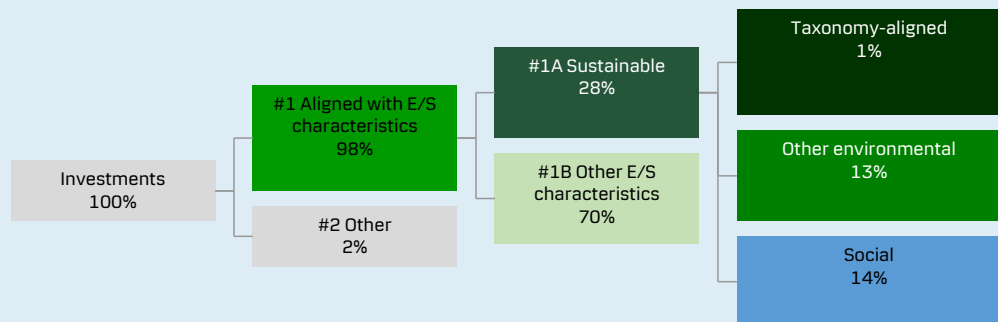 Investments
100%
#1 Aligned with E/S
characteristics
98%
#2 Other
2%
#1A Sustainable
28%
#1B Other E/S
characteristics
70%
Taxonomy-aligned
1%
Other environmental
13%
Social
14%